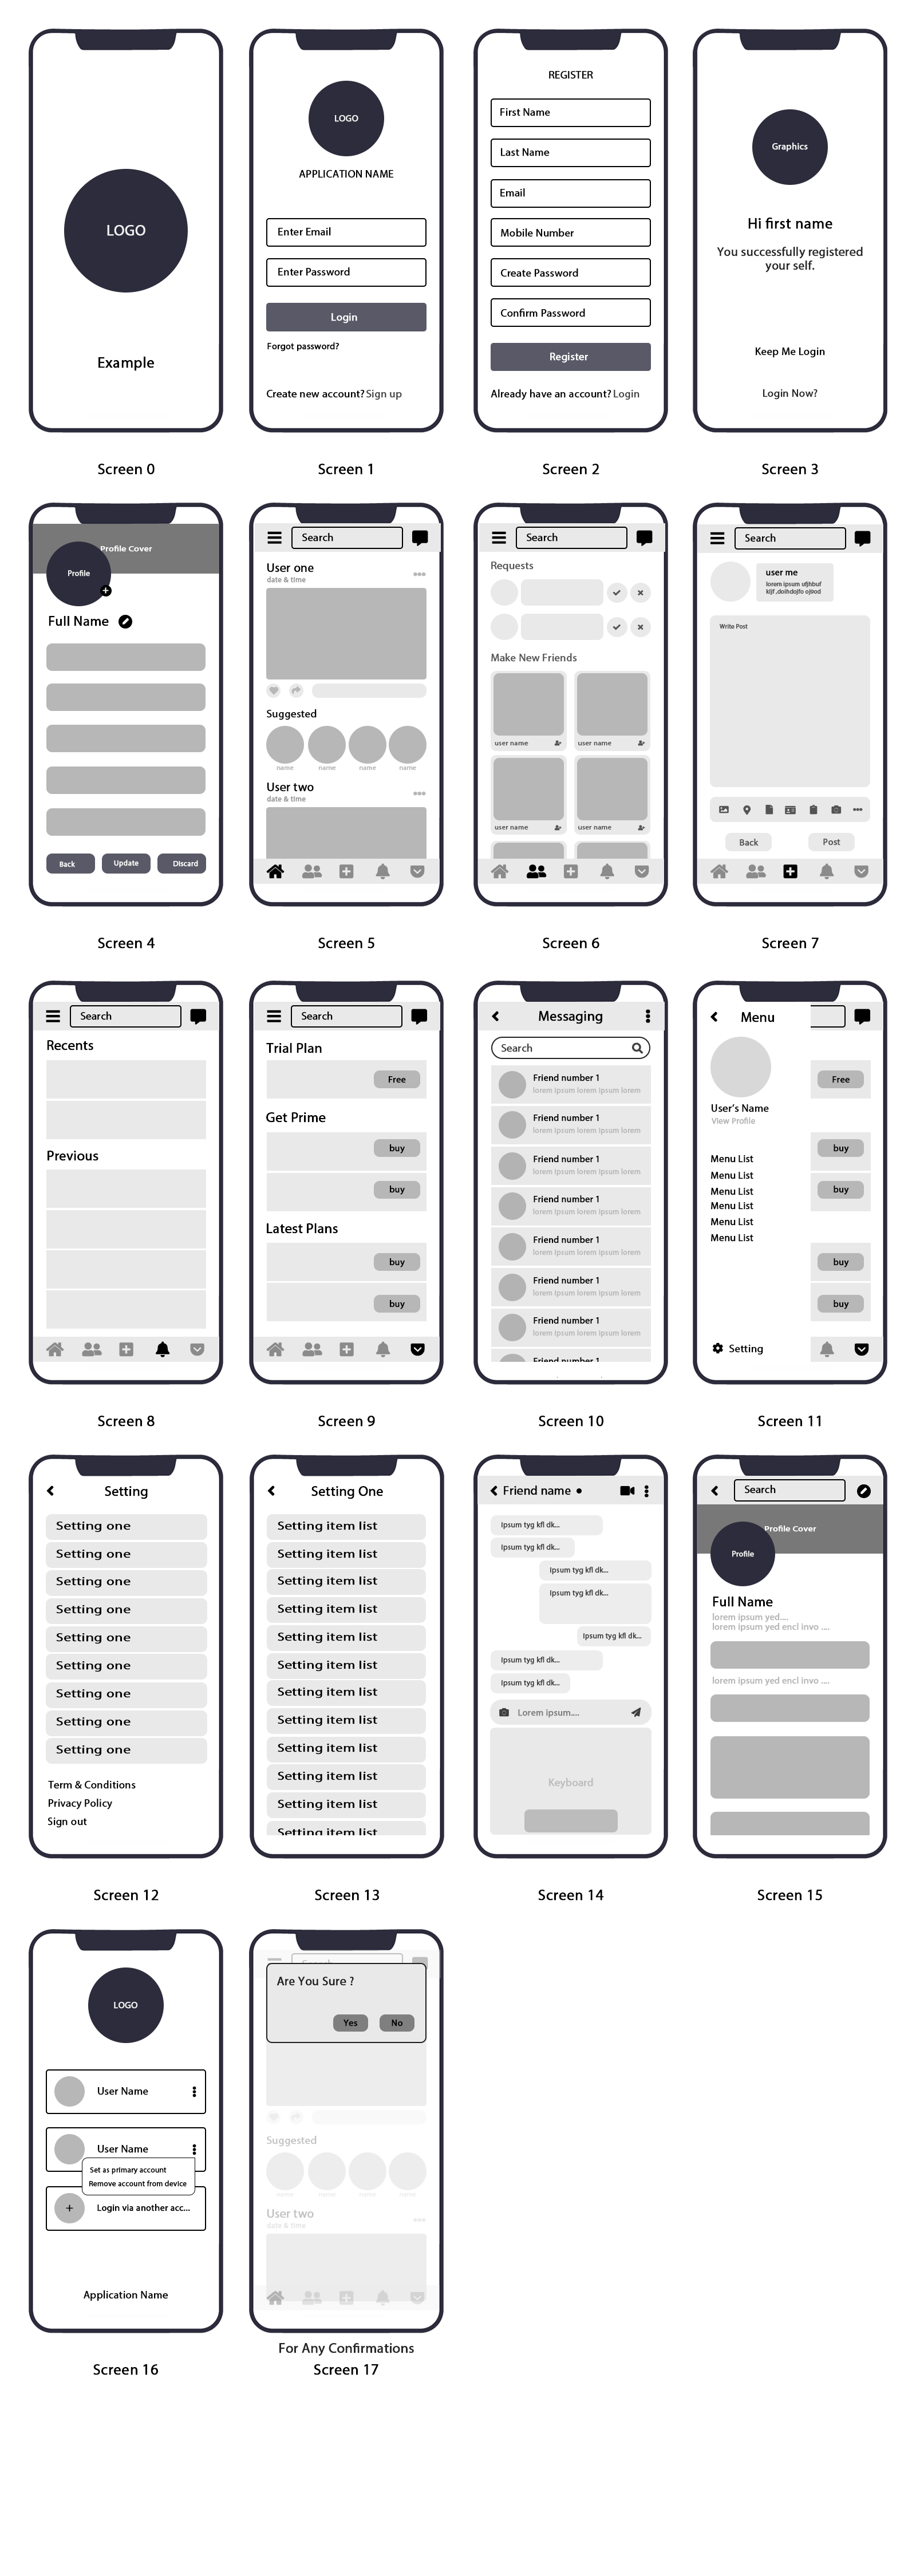 LOGO
Example
Screen 0
LOGO
APPLICATION NAME
Enter Email
Enter Password
Login
Forgot password?
Create new account? Sign up
Screen 1
REGISTER
First Name
Last Name
Email
Mobile Number
Create Password
Confirm Password
Register
Already have an account? Login
Screen 2
Graphics
Hi first name
You successfully registered
your self.
Keep Me Login
Login Now?
Screen 3
Profile Cover
Profile
Full Name
Back
Update
Discard
Screen 4
Search
User one
date & time
Suggested
name
name
name
name
User two
date & time
Screen 5
Search
Requests
Make New Friends
user name
user name
user name
user name
Screen 6
Search
user me
lorem ipsum
Write Post
Back
Post
Screen 7
Search
Recents
Previous
Screen 8
Search
Trial Plan
Free
Get Prime
buy
buy
Latest Plans
buy
buy
Screen 9
Messaging
Search
Friend number 1
lorem ipsum lorem ipsum lorem
Friend number 1
lorem ipsum lorem ipsum lorem
Friend number 1
lorem ipsum lorem ipsum lorem
Friend number 1
lorem ipsum lorem ipsum lorem
Friend number 1
lorem ipsum lorem ipsum lorem
Friend number 1
lorem ipsum lorem ipsum lorem
Friend number 1
lorem ipsum lorem ipsum lorem
Friend number 1
Screen 10
Menu
User's Name
View Profile
Menu List
Menu List
Menu List
Menu List
Menu List
Menu List
Setting
Free
buy
buy
buy
buy
Screen 11
Setting
Setting one
Setting one
Setting one
Setting one
Setting one
Setting one
Setting one
Setting one
Setting one
Term & Conditions
Privacy Policy
Sign out
Screen 12
Setting One
Setting item list
Setting item list
Setting item list
Setting item list
Setting item list
Setting item list
Setting item list
Setting item list
Setting item list
Setting item list
Setting item list
Setting item list
Screen 13
Friend name
Ipsum tyg kfl dk...
Ipsum tyg kfl dk...
Ipsum tyg kfl dk...
Ipsum tyg kfl dk...
Ipsum tyg kfl dk...
Ipsum tyg kfl dk...
Ipsum tyg kfl dk...
Lorem ipsum....
Keyboard
Screen 14
Search
Profile Cover
Profile
Full Name
lorem ipsum yed....
lorem ipsum yed encl invo ....
lorem ipsum yed encl invo ....
Screen 15
LOGO
User Name
User Name
Set as primary account
Remove account from device
+ Login via another acc...
Application Name
Screen 16
Search
Are You Sure ?
Yes
No
Suggested
name
name
name
name
User two
date & time
For Any Confirmations
Screen 17